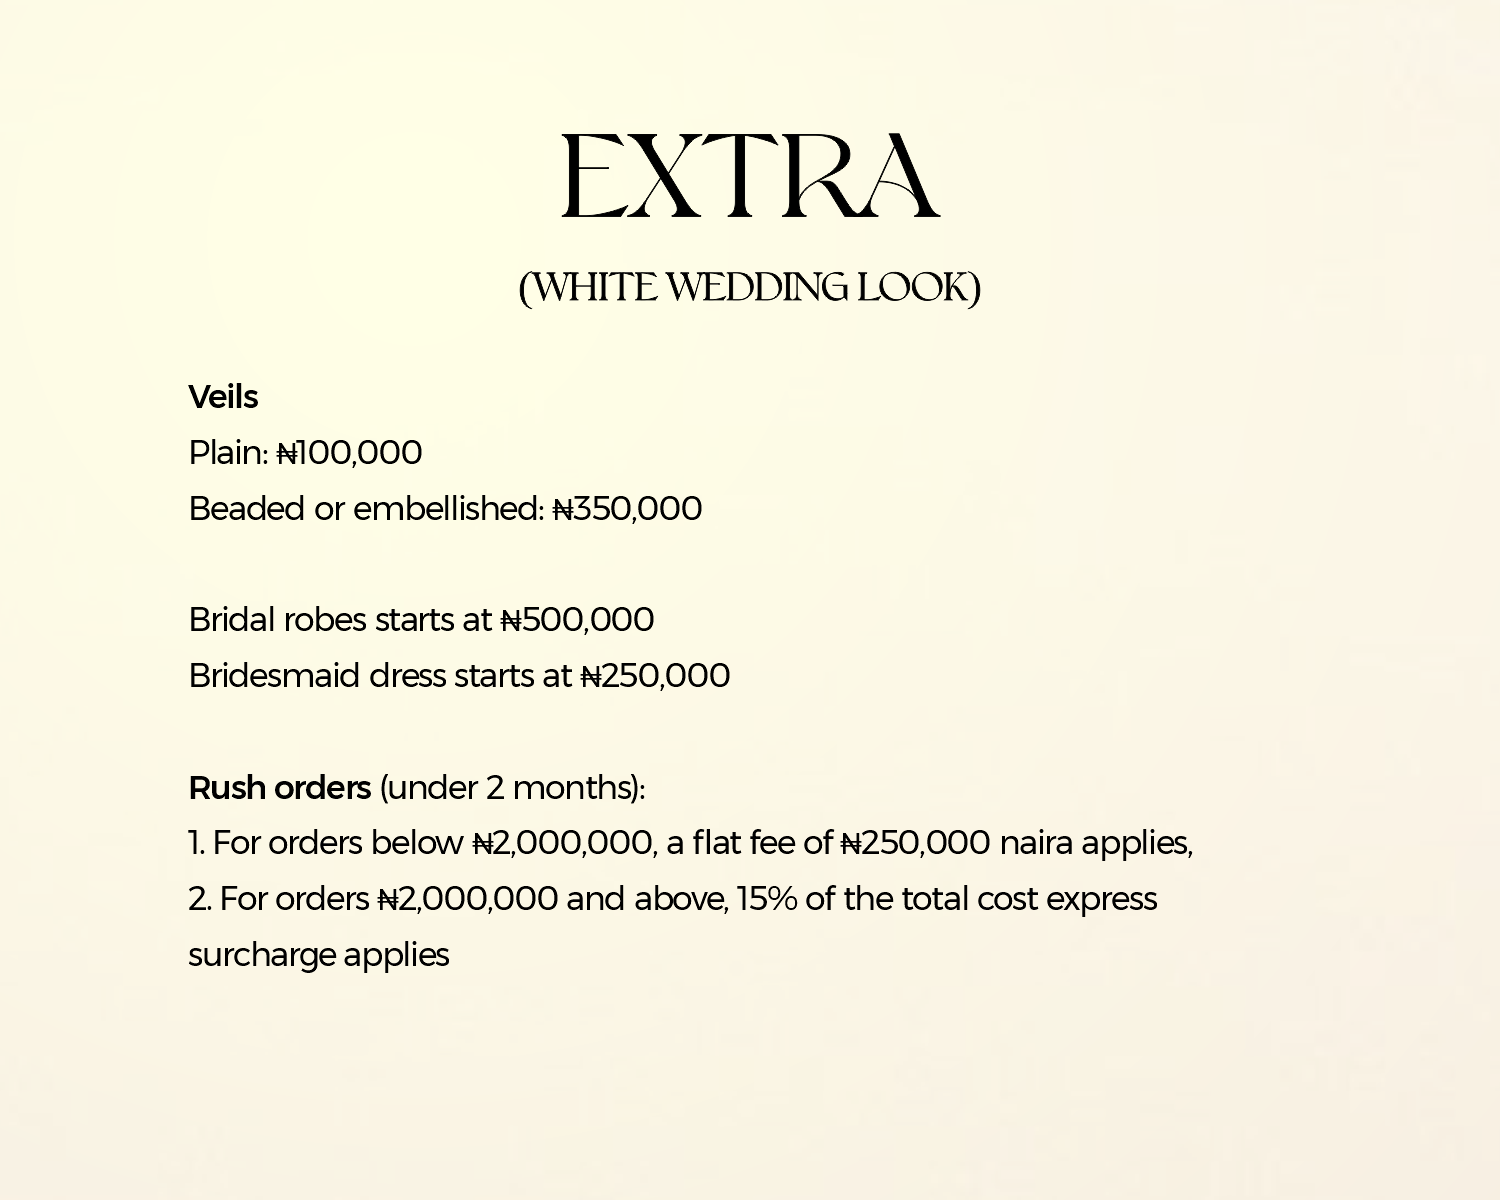 EXTRA
(WHITE WEDDING LOOK)
Veils
Plain: ₦100,000
Beaded or embellished: ₦350,000
Bridal robes starts at ₦500,000
Bridesmaid dress starts at ₦250,000
Rush orders (under 2 months):
1. For orders below ₦2,000,000, a flat fee of ₦250,000 naira applies,
2. For orders ₦2,000,000 and above, 15% of the total cost express
surcharge applies